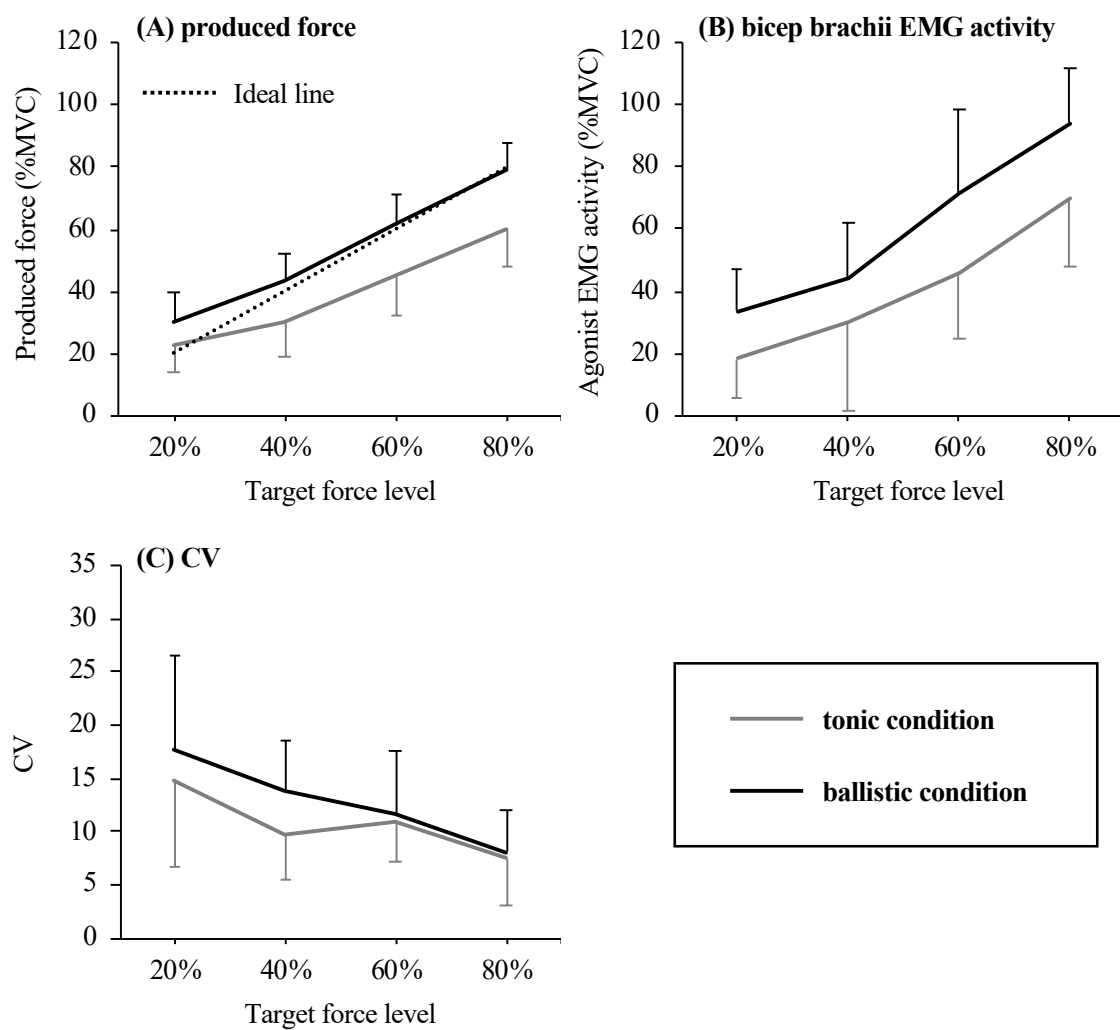 (A) produced force
Produced force (%MVC)
120
100
80
60
40
20
0
Ideal line
20% 40% 60% 80%
Target force level
(B) bicep brachii EMG activity
Agonist EMG activity (%MVC)
120
100
80
60
40
20
0
20% 40% 60% 80%
Target force level
(C) CV
CV
35
30
25
20
15
10
5
0
20% 40% 60% 80%
Target force level
tonic condition
ballistic condition